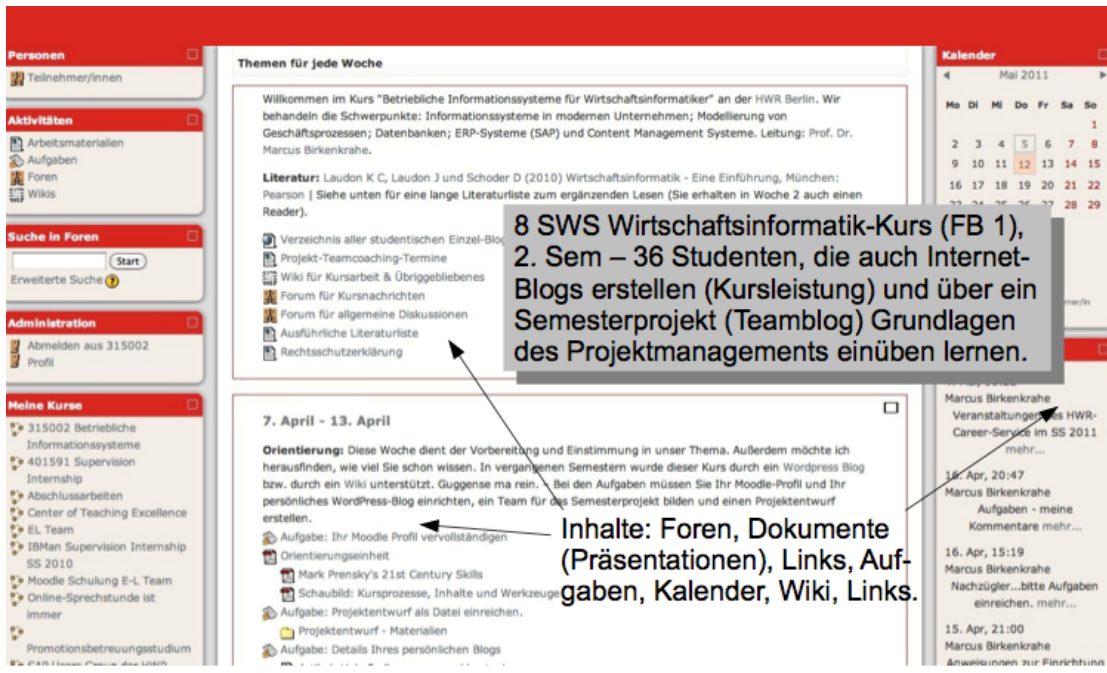 Personen
Teilnehmer/innen
Aktivitäten
Arbeitsmaterialien
Aufgaben
Foren
Wikis
Suche in Foren
Start
Erweiterte Suche
Administration
Abmelden aus 315002
Profil
Meine Kurse
315002 Betriebliche
Informationssysteme
401591 Supervision
Internship
Abschlussarbeiten
Center of Teaching Excellence
EL Team
IBMan Supervision Internship
SS 2010
Moodle Schulung E-L Team
Online-Sprechstunde ist
immer
Promotionsbetreuungsstudium
Themen für jede Woche
Willkommen im Kurs "Betriebliche Informationssysteme für Wirtschaftsinformatiker" an der HWR Berlin. Wir
behandeln die Schwerpunkte: Informationssysteme in modernen Unternehmen; Modellierung von
Geschäftsprozessen; Datenbanken; ERP-Systeme (SAP) und Content Management Systeme. Leitung: Prof. Dr.
Marcus Birkenkrahe.
Literatur: Laudon K C, Laudon J und Schoder D (2010) Wirtschaftsinformatik - Eine Einführung, München:
Pearson | Siehe unten für eine lange Literaturliste zum ergänzenden Lesen (Sie erhalten in Woche 2 auch einen
Reader).
Verzeichnis aller studentischen Einzel-Blog
Projekt-Teamcoaching-Termine
Wiki für Kursarbeit & Übriggebliebenes
Forum für Kursnachrichten
Forum für allgemeine Diskussionen
Ausführliche Literaturliste
Rechtsschutzerklärung
8 SWS Wirtschaftsinformatik-Kurs (FB 1),
2. Sem – 36 Studenten, die auch Internet-
Blogs erstellen (Kursleistung) und über ein
Semesterprojekt (Teamblog) Grundlagen
des Projektmanagements einüben lernen.
7. April - 13. April
Orientierung: Diese Woche dient der Vorbereitung und Einstimmung in unser Thema. Außerdem möchte ich
herausfinden, wie viel Sie schon wissen. In vergangenen Semestern wurde dieser Kurs durch ein Wordpress Blog
bzw. durch ein Wiki unterstützt. Guggense ma rein. - Bei den Aufgaben müssen Sie Ihr Moodle-Profil und Ihr
persönliches WordPress-Blog einrichten, ein Team für das Semesterprojekt bilden und einen Projektentwurf
erstellen.
Aufgabe: Ihr Moodle Profil vervollständigen
Orientierungseinheit
Mark Prensky's 21st Century Skills
Schaubild: Kursprozesse, Inhalte und Werkzeuge
Aufgabe: Projektentwurf als Datei einreichen.
Projektentwurf - Materialien
Aufgabe: Details Ihres persönlichen Blogs
Inhalte: Foren, Dokumente
(Präsentationen), Links, Auf-
gaben, Kalender, Wiki, Links.
Kalender
Mai 2011
Mo Di Mi Do Fr Sa So
1
2 3 4 5 6 7 8
9 10 11 12 13 14 15
16 17 18 19 20 21 22
28 29
Marcus Birkenkrahe
Veranstaltungen des HWR-
Career-Service im SS 2011
mehr...
16. Apr, 20:47
Marcus Birkenkrahe
Aufgaben - meine
Kommentare mehr...
16. Apr, 15:19
Marcus Birkenkrahe
Nachzügler...bitte Aufgaben
einreichen. mehr...
15. Apr, 21:00
Marcus Birkenkrahe
Anweisungen zur Einrichtung